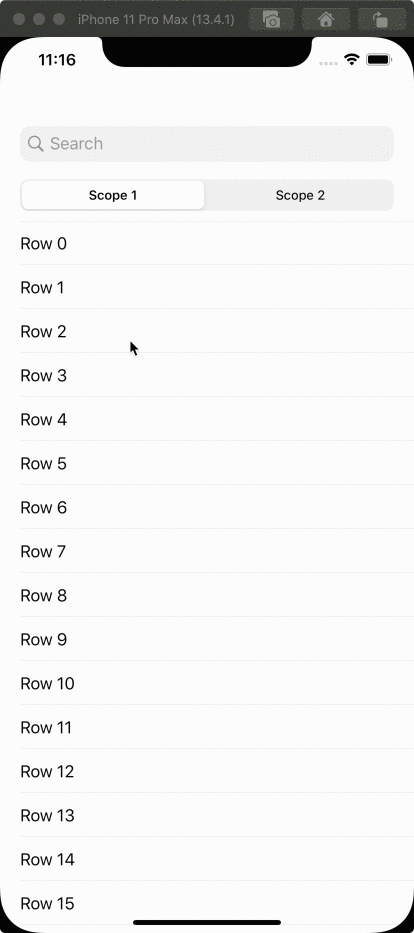 iPhone 11 Pro Max (13.4.1)
11:16
Search
Scope 1 Scope 2
Row 0
Row 1
Row 2
Row 3
Row 4
Row 5
Row 6
Row 7
Row 8
Row 9
Row 10
Row 11
Row 12
Row 13
Row 14
Row 15